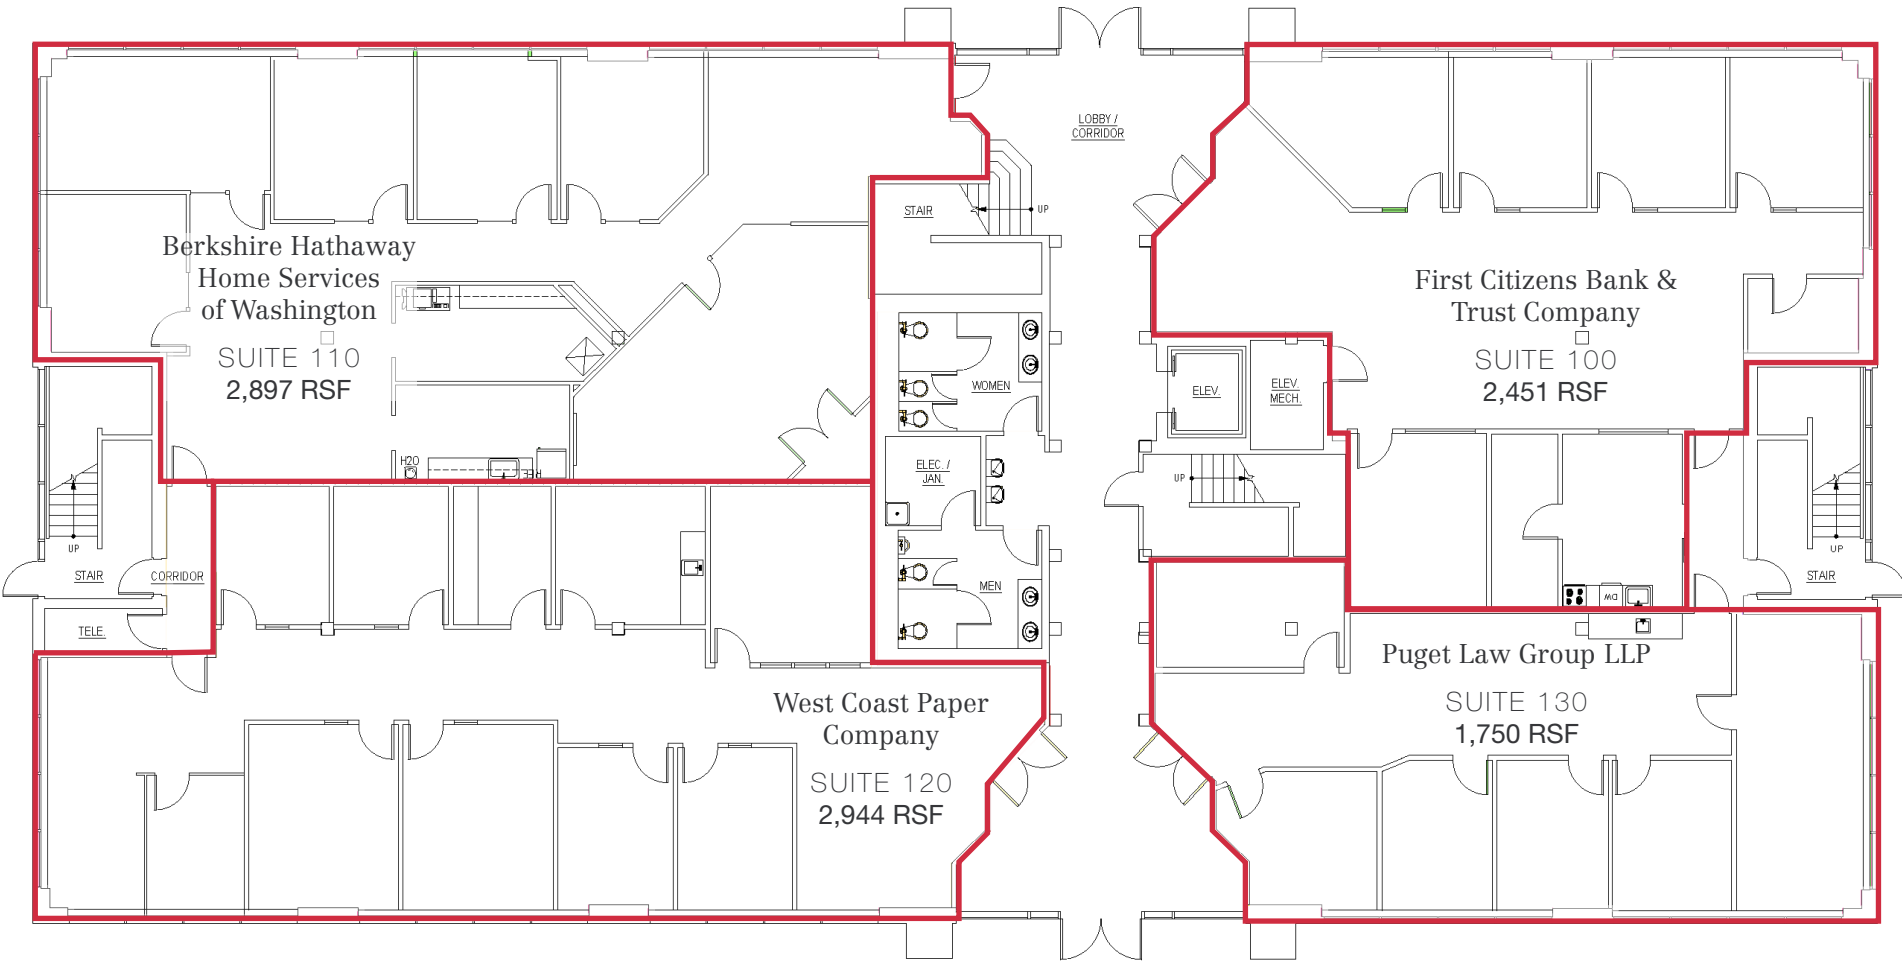 LOBBY /
CORRIDOR
STAIR
UP
Berkshire Hathaway
Home Services
of Washington
SUITE 110
2,897 RSF
First Citizens Bank &
Trust Company
SUITE 100
2,451 RSF
WOMEN
ELEV.
ELEV.
MECH.
H2O
REF
ELEC. /
JAN.
UP
UP
STAIR
CORRIDOR
MEN
UP
STAIR
DW
TELE.
West Coast Paper
Company
SUITE 120
2,944 RSF
Puget Law Group LLP
SUITE 130
1,750 RSF